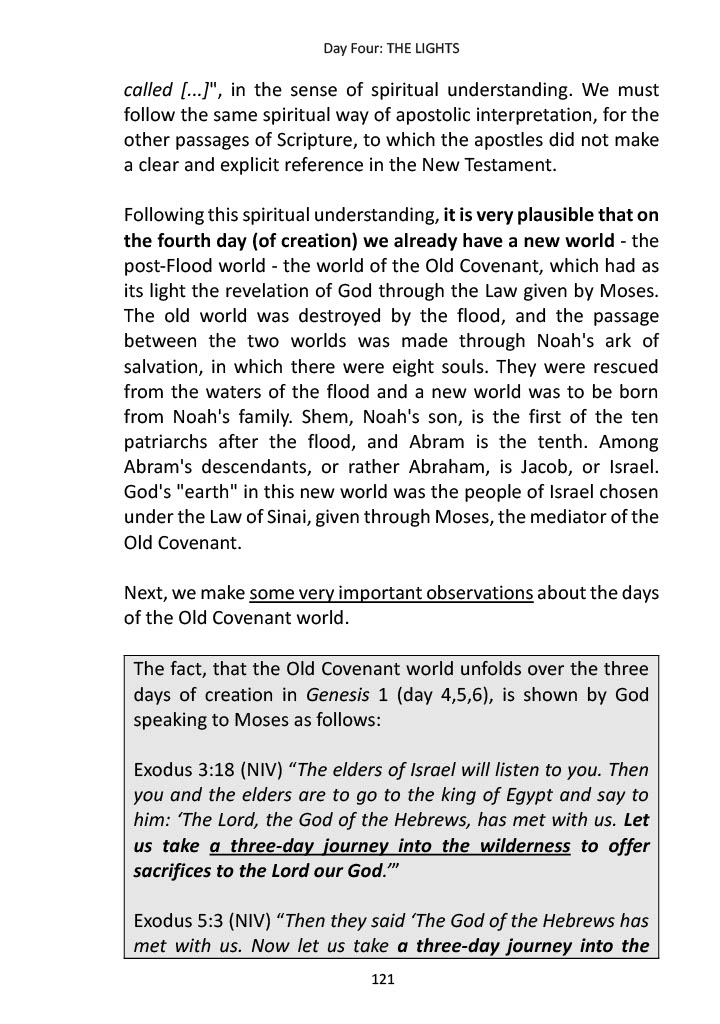 Day Four: THE LIGHTS
called [...]", in the sense of spiritual understanding. We must
follow the same spiritual way of apostolic interpretation, for the
other passages of Scripture, to which the apostles did not make
a clear and explicit reference in the New Testament.
Following this spiritual understanding, it is very plausible that on
the fourth day (of creation) we already have a new world - the
post-Flood world - the world of the Old Covenant, which had as
its light the revelation of God through the Law given by Moses.
The old world was destroyed by the flood, and the passage
between the two worlds was made through Noah's ark of
salvation, in which there were eight souls. They were rescued
from the waters of the flood and a new world was to be born
from Noah's family. Shem, Noah's son, is the first of the ten
patriarchs after the flood, and Abram is the tenth. Among
Abram's descendants, or rather Abraham, is Jacob, or Israel.
God's "earth" in this new world was the people of Israel chosen
under the Law of Sinai, given through Moses, the mediator of the
Old Covenant.
Next, we make some very important observations about the days
of the Old Covenant world.
The fact, that the Old Covenant world unfolds over the three
days of creation in Genesis 1 (day 4,5,6), is shown by God
speaking to Moses as follows:
Exodus 3:18 (NIV) “The elders of Israel will listen to you. Then
you and the elders are to go to the king of Egypt and say to
him: ‘The Lord, the God of the Hebrews, has met with us. Let
us take a three-day journey into the wilderness to offer
sacrifices to the Lord our God.’”
Exodus 5:3 (NIV) “Then they said ‘The God of the Hebrews has
met with us. Now let us take a three-day journey into the
121